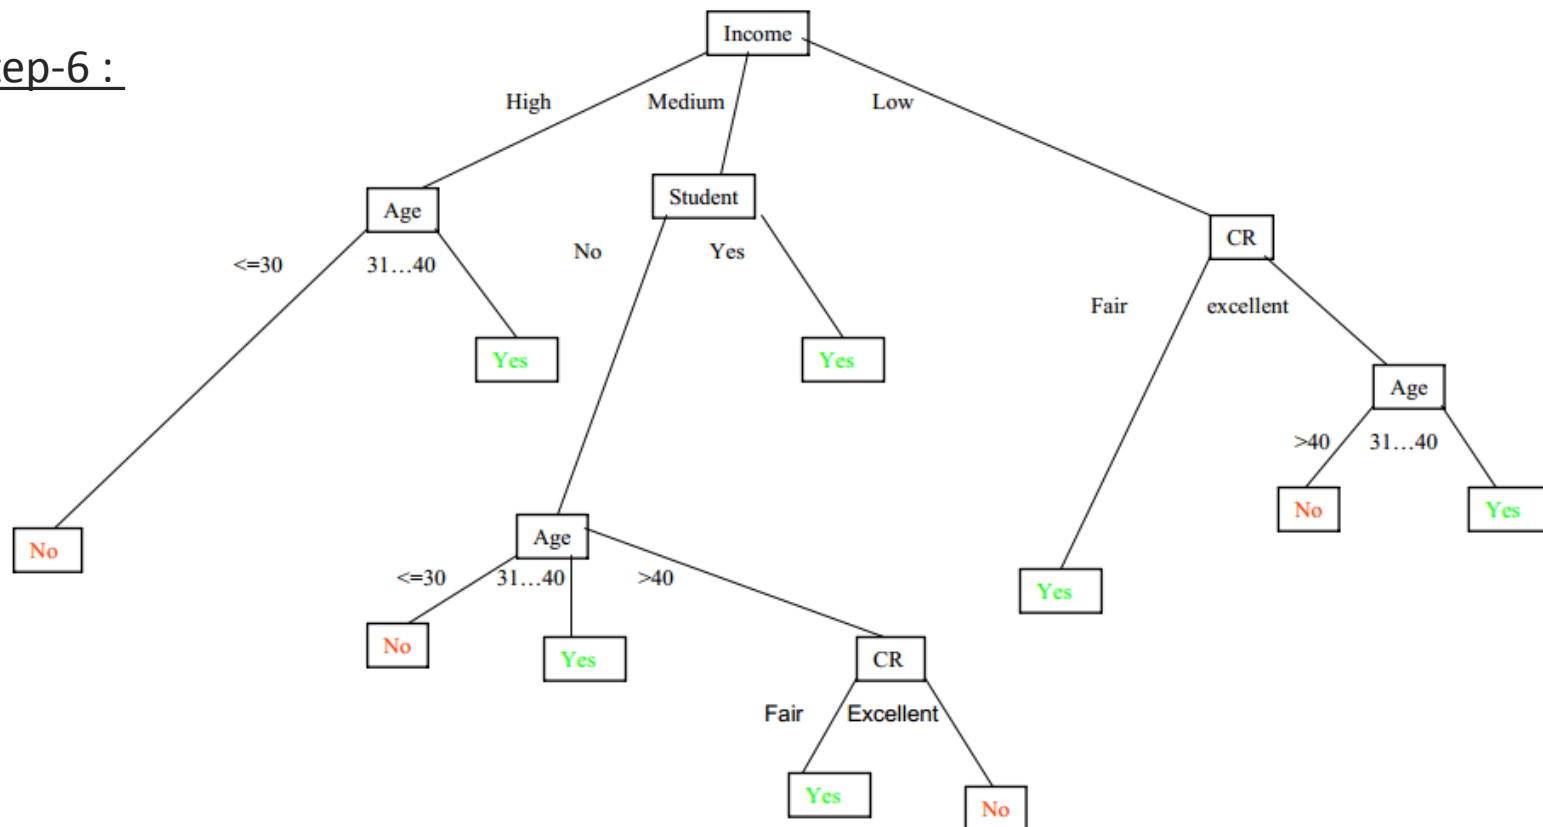 Income
tep-6 :
High Medium Low
Age Student CR
<=30 31...40 No Yes
Fair excellent
Yes Yes Age
>40 31...40
No Yes
No Age
<=30 31...40 >40 Yes
No Yes CR
Fair Excellent
Yes No